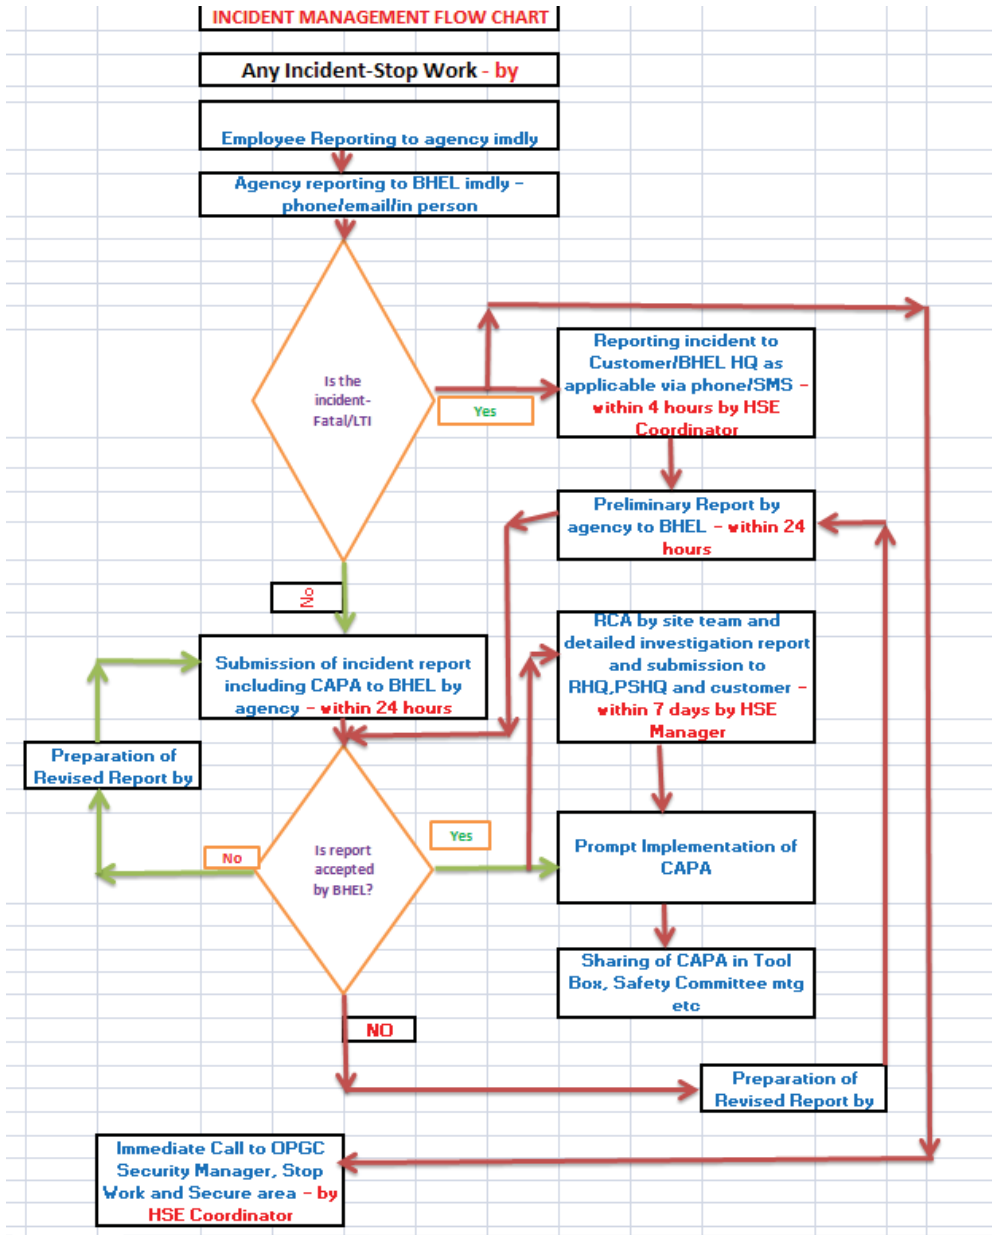 INCIDENT MANAGEMENT FLOW CHART
Any Incident-Stop Work - by
Employee Reporting to agency imdly
Agency reporting to BHEL imdly -
phone/email/in person
Is the
incident-
Fatal/LTI
Yes
Reporting incident to
Customer/BHEL HQ as
applicable via phone/SMS -
within 4 hours by HSE
Coordinator
Preliminary Report by
agency to BHEL - within 24
hours
No
Submission of incident report
including CAPA to BHEL by
agency - within 24 hours
RCA by site team and
detailed investigation report
and submission to
RHQ,PSHQ and customer -
within 7 days by HSE
Manager
Preparation of
Revised Report by
Is report
accepted
by BHEL?
No
Yes
Prompt Implementation of
CAPA
Sharing of CAPA in Tool
Box, Safety Committee mtg
etc
NO
Preparation of
Revised Report by
Immediate Call to OPGC
Security Manager, Stop
Work and Secure area - by
HSE Coordinator